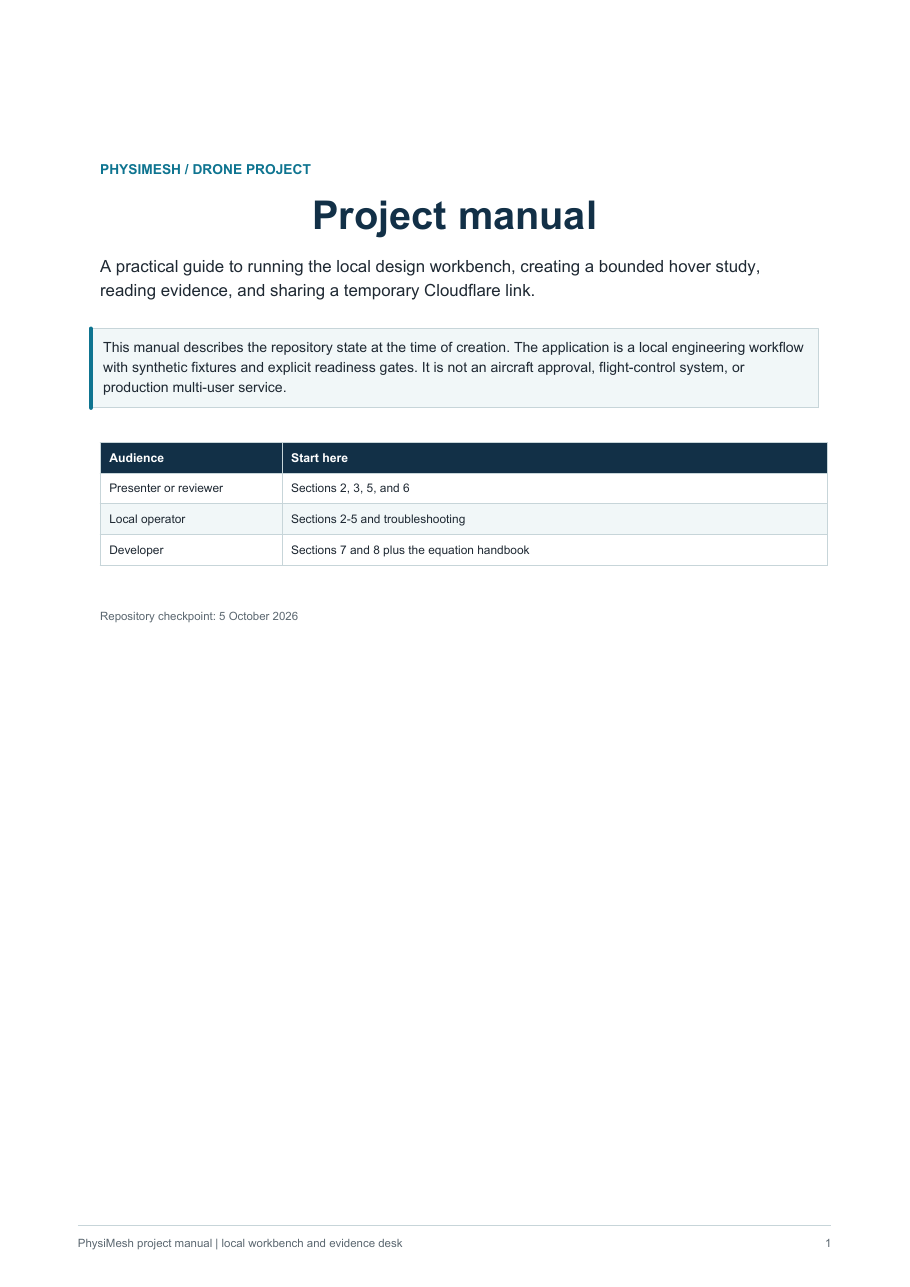 PHYSIMESH / DRONE PROJECT
Project manual
A practical guide to running the local design workbench, creating a bounded hover study,
reading evidence, and sharing a temporary Cloudflare link.
This manual describes the repository state at the time of creation. The application is a local engineering workflow
with synthetic fixtures and explicit readiness gates. It is not an aircraft approval, flight-control system, or
production multi-user service.
Audience Start here
Presenter or reviewer Sections 2, 3, 5, and 6
Local operator Sections 2-5 and troubleshooting
Developer Sections 7 and 8 plus the equation handbook
Repository checkpoint: 5 October 2026
PhysiMesh project manual | local workbench and evidence desk 1